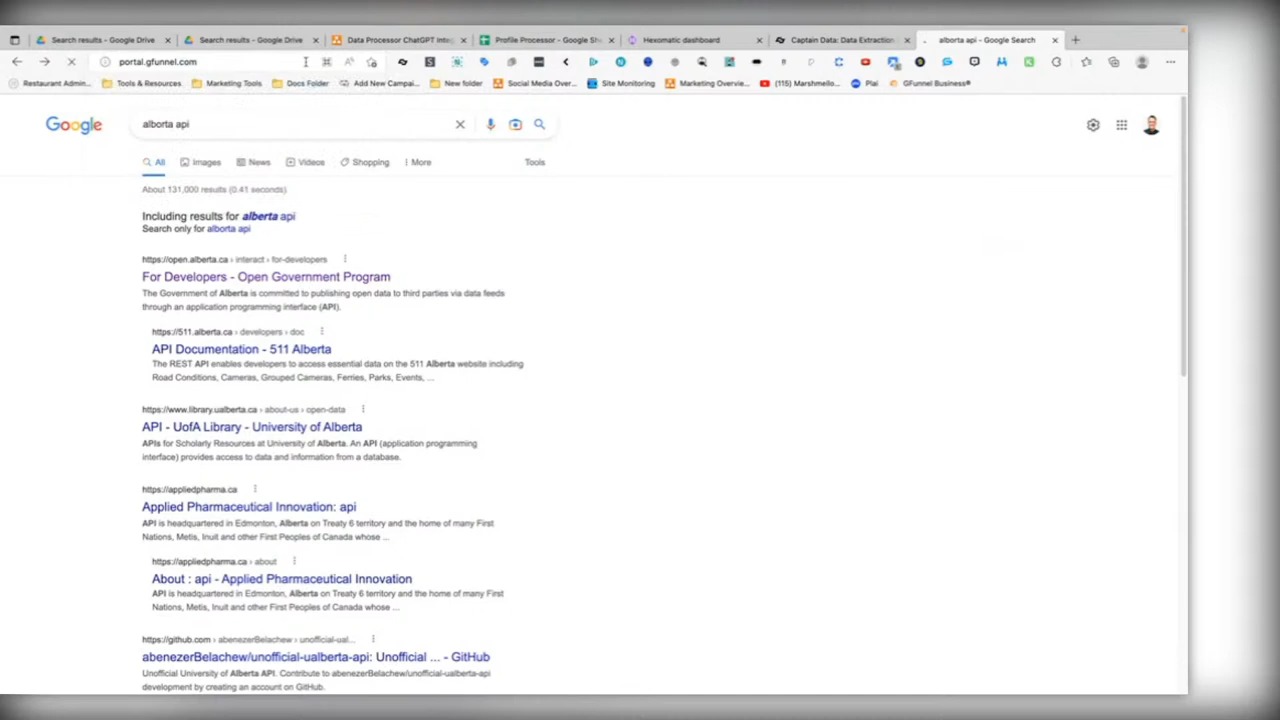 Search results - Google Drive
Search results - Google Drive
Data Processor ChatGPT Inte
Profile Processor - Google Sh
Hexomatic dashboard
Captain Data: Data Extraction
alborta api - Google Search
portal.gfunnel.com
Restaurant Admin...
Tools & Resources
Marketing Tools
Docs Folder
Add New Campai...
New folder
Social Media Over...
Site Monitoring
Marketing Overvie...
(115) Marshmello...
Plai
GFunnel Business®
Google
alborta api
All
Images
News
Videos
Shopping
More
Tools
About 131,000 results (0.41 seconds)
Including results for alberta api
Search only for alborta api
https://open.alberta.ca › interact › for-developers
For Developers - Open Government Program
The Government of Alberta is committed to publishing open data to third parties via data feeds
through an application programming interface (API).
https://511.alberta.ca › developers › doc
API Documentation - 511 Alberta
The REST API enables developers to access essential data on the 511 Alberta website including
Road Conditions, Cameras, Grouped Cameras, Ferries, Parks, Events, ...
https://www.library.ualberta.ca › about-us › open-data
API - UofA Library - University of Alberta
APIs for Scholarly Resources at University of Alberta. An API (application programming
interface) provides access to data and information from a database.
https://appliedpharma.ca
Applied Pharmaceutical Innovation: api
API is headquartered in Edmonton, Alberta on Treaty 6 territory and the home of many First
Nations, Metis, Inuit and other First Peoples of Canada whose ...
https://appliedpharma.ca › about
About : api - Applied Pharmaceutical Innovation
API is headquartered in Edmonton, Alberta on Treaty 6 territory and the home of many First
Nations, Metis, Inuit and other First Peoples of Canada whose ...
https://github.com › abenezerBelachew › unofficial-ual...
abenezerBelachew/unofficial-ualberta-api: Unofficial ... - GitHub
Unofficial University of Alberta API. Contribute to abenezerBelachew/unofficial-ualberta-api
development by creating an account on GitHub.